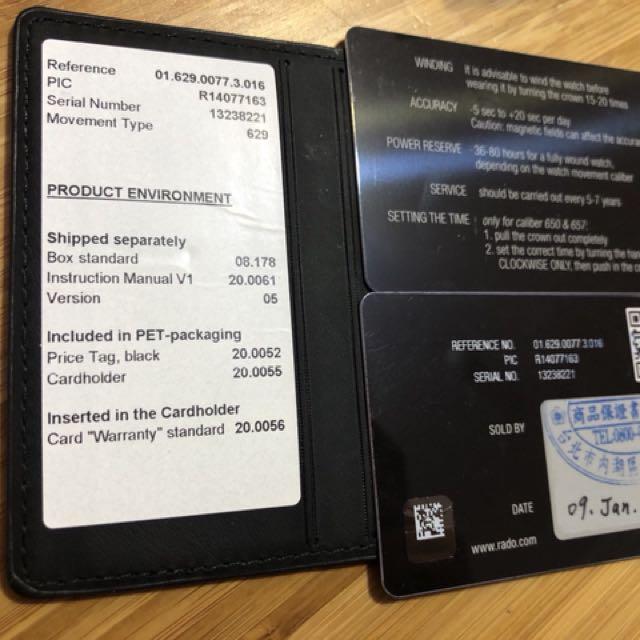 Reference 01.629.0077.3.016
PIC R14077163
Serial Number 13238221
Movement Type 629
PRODUCT ENVIRONMENT
Shipped separately
Box standard 08.178
Instruction Manual V1 20.0061
Version 05
Included in PET-packaging
Price Tag, black 20.0052
Cardholder 20.0055
Inserted in the Cardholder
Card "Warranty" standard 20.0056
WINDING It is advisable to wind the watch before
wearing it by turning the crown 15-20 times
ACCURACY -5 sec to +20 sec per day
Caution: magnetic fields can affect the
POWER RESERVE 36-80 hours for a fully wound watch,
depending on the watch movement caliber
SERVICE should be carried out every 5-7 years
SETTING THE TIME : only for caliber 650 & 657:
1. pull the crown out completely
2. set the correct time by turning the
CLOCKWISE ONLY, then push in the
REFERENCE NO. 01.629.0077.3.016
PIC R14077163
SERIAL NO. 13238221
SOLD BY
商品保證
TEL
北市內
DATE 09. Jan.
www.rado.com